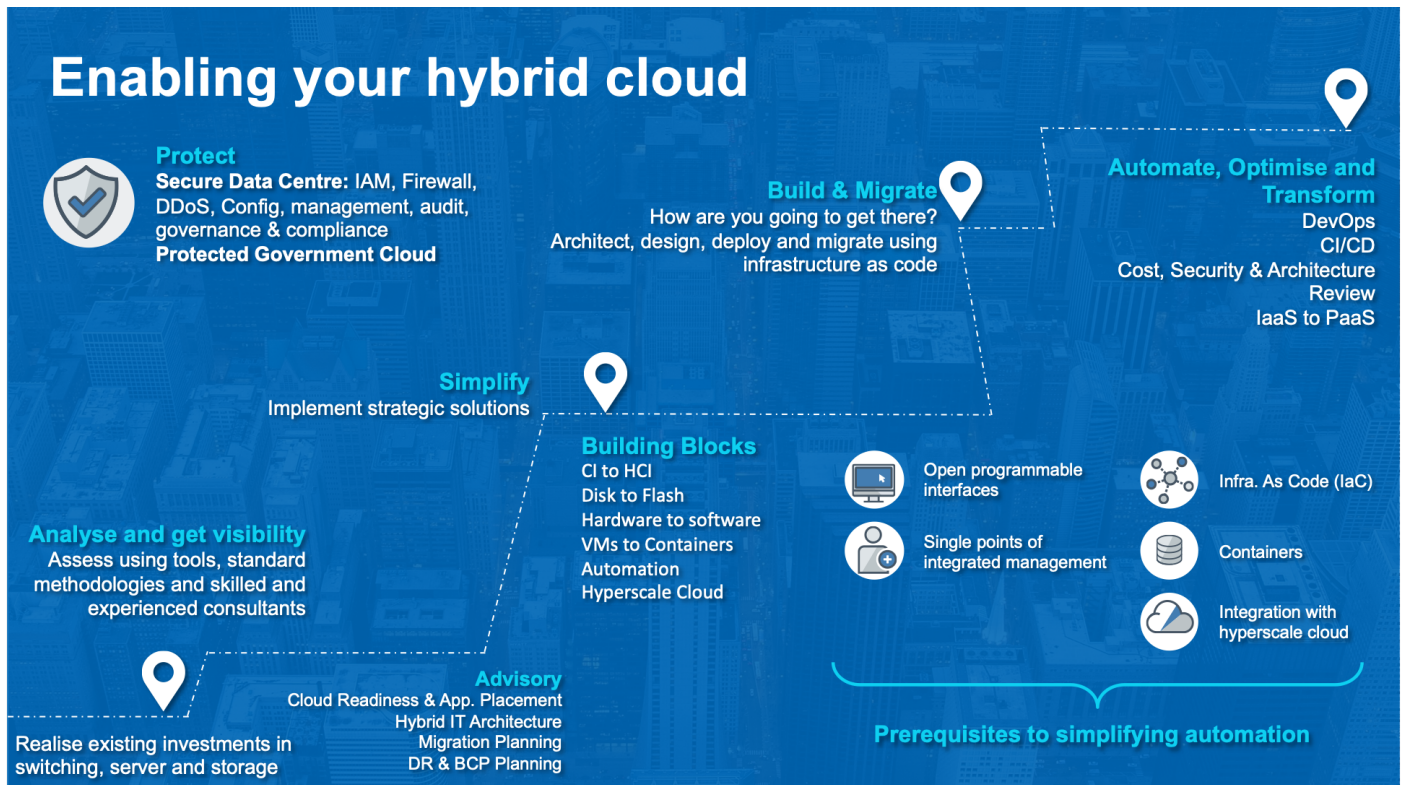 Enabling your hybrid cloud
Protect
Secure Data Centre: IAM, Firewall,
DDoS, Config, management, audit,
governance & compliance
Protected Government Cloud
Build & Migrate
How are you going to get there?
Architect, design, deploy and migrate using
infrastructure as code
Automate, Optimise and
Transform
DevOps
CI/CD
Cost, Security & Architecture
Review
IaaS to PaaS
Simplify
Implement strategic solutions
Building Blocks
CI to HCI
Disk to Flash
Hardware to software
VMs to Containers
Automation
Hyperscale Cloud
Analyse and get visibility
Assess using tools, standard
methodologies and skilled and
experienced consultants
Realise existing investments in
switching, server and storage
Advisory
Cloud Readiness & App. Placement
Hybrid IT Architecture
Migration Planning
DR & BCP Planning
Open programmable
interfaces
Single points of
integrated management
Infra. As Code (IaC)
Containers
Integration with
hyperscale cloud
Prerequisites to simplifying automation